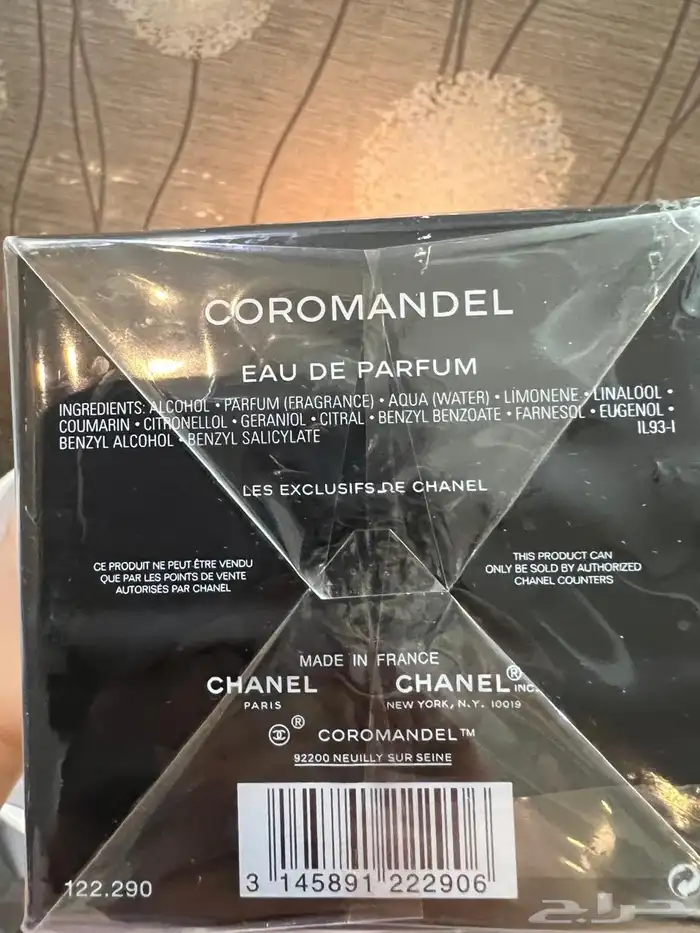 COROMANDEL
EAU DE PARFUM
INGREDIENTS: ALCOHOL • PARFUM (FRAGRANCE) • AQUA (WATER) • LIMONENE • LINALOOL •
COUMARIN • CITRONELLOL • GERANIOL • CITRAL • BENZYL BENZOATE • FARNESOL • EUGENOL •
BENZYL ALCOHOL • BENZYL SALICYLATE
IL93-I
LES EXCLUSIFS DE CHANEL
CE PRODUIT NE PEUT ÊTRE VENDU
QUE PAR LES POINTS DE VENTE
AUTORISÉS PAR CHANEL
THIS PRODUCT CAN
ONLY BE SOLD BY AUTHORIZED
CHANEL COUNTERS
MADE IN FRANCE
CHANEL
PARIS
CHANEL® INC.
NEW YORK, N.Y. 10019
® COROMANDEL™
92200 NEUILLY SUR SEINE
3 145891 222906
122.290
حراج